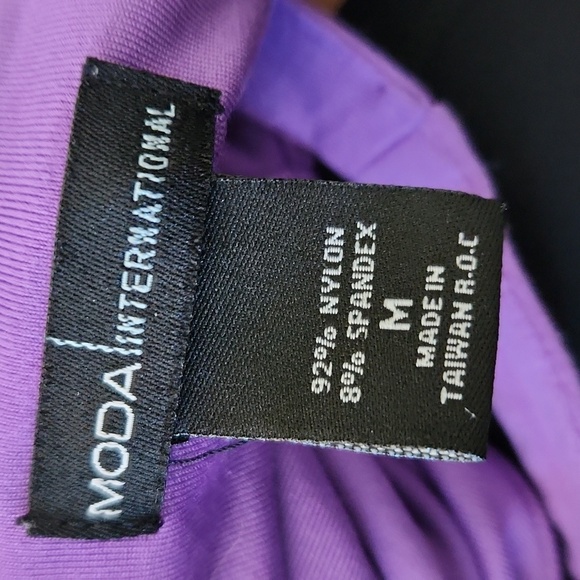 MODA INTERNATIONAL
92% NYLON
8% SPANDEX
M
MADE IN
TAIWAN R.O.C